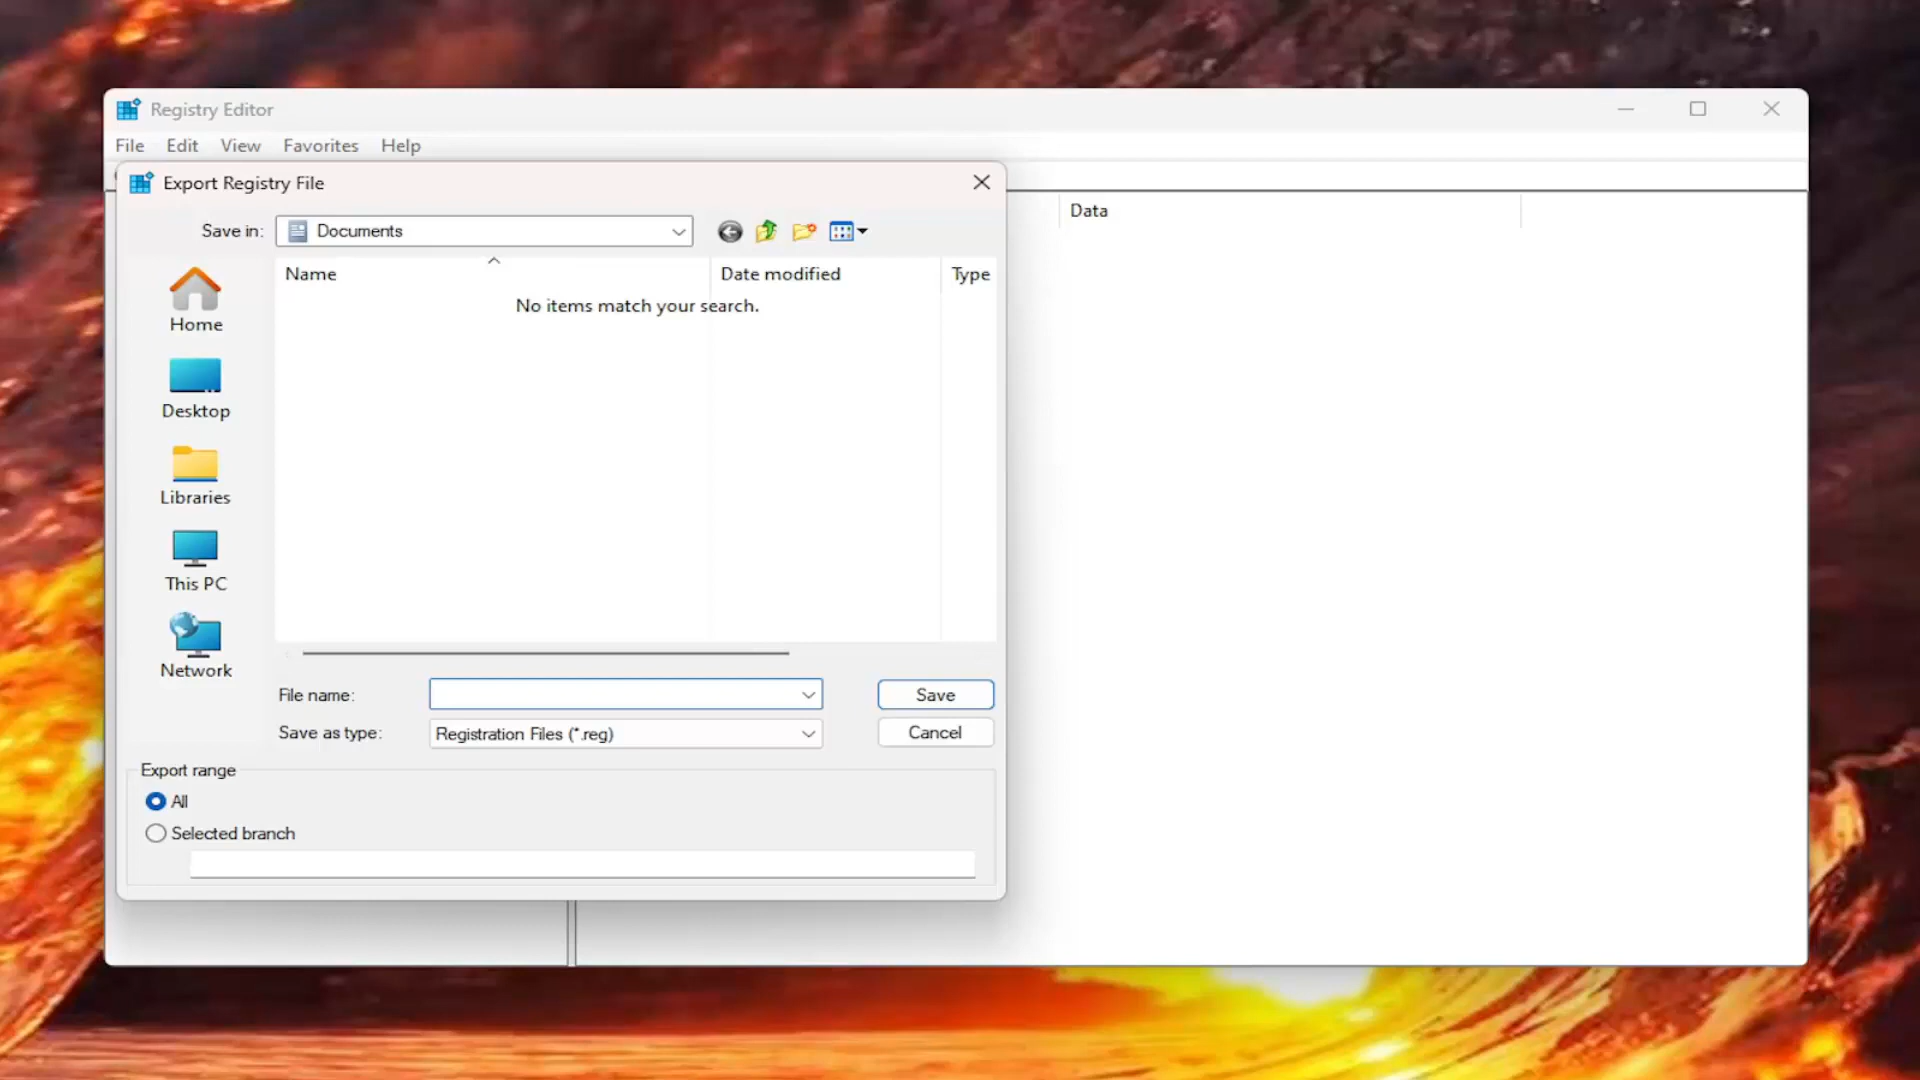 Registry Editor
File Edit View Favorites Help
Export Registry File
Data
Save in: Documents
Name Date modified Type
No items match your search.
Home
Desktop
Libraries
This PC
Network
File name: Save
Save as type: Registration Files (*.reg) Cancel
Export range
All
Selected branch